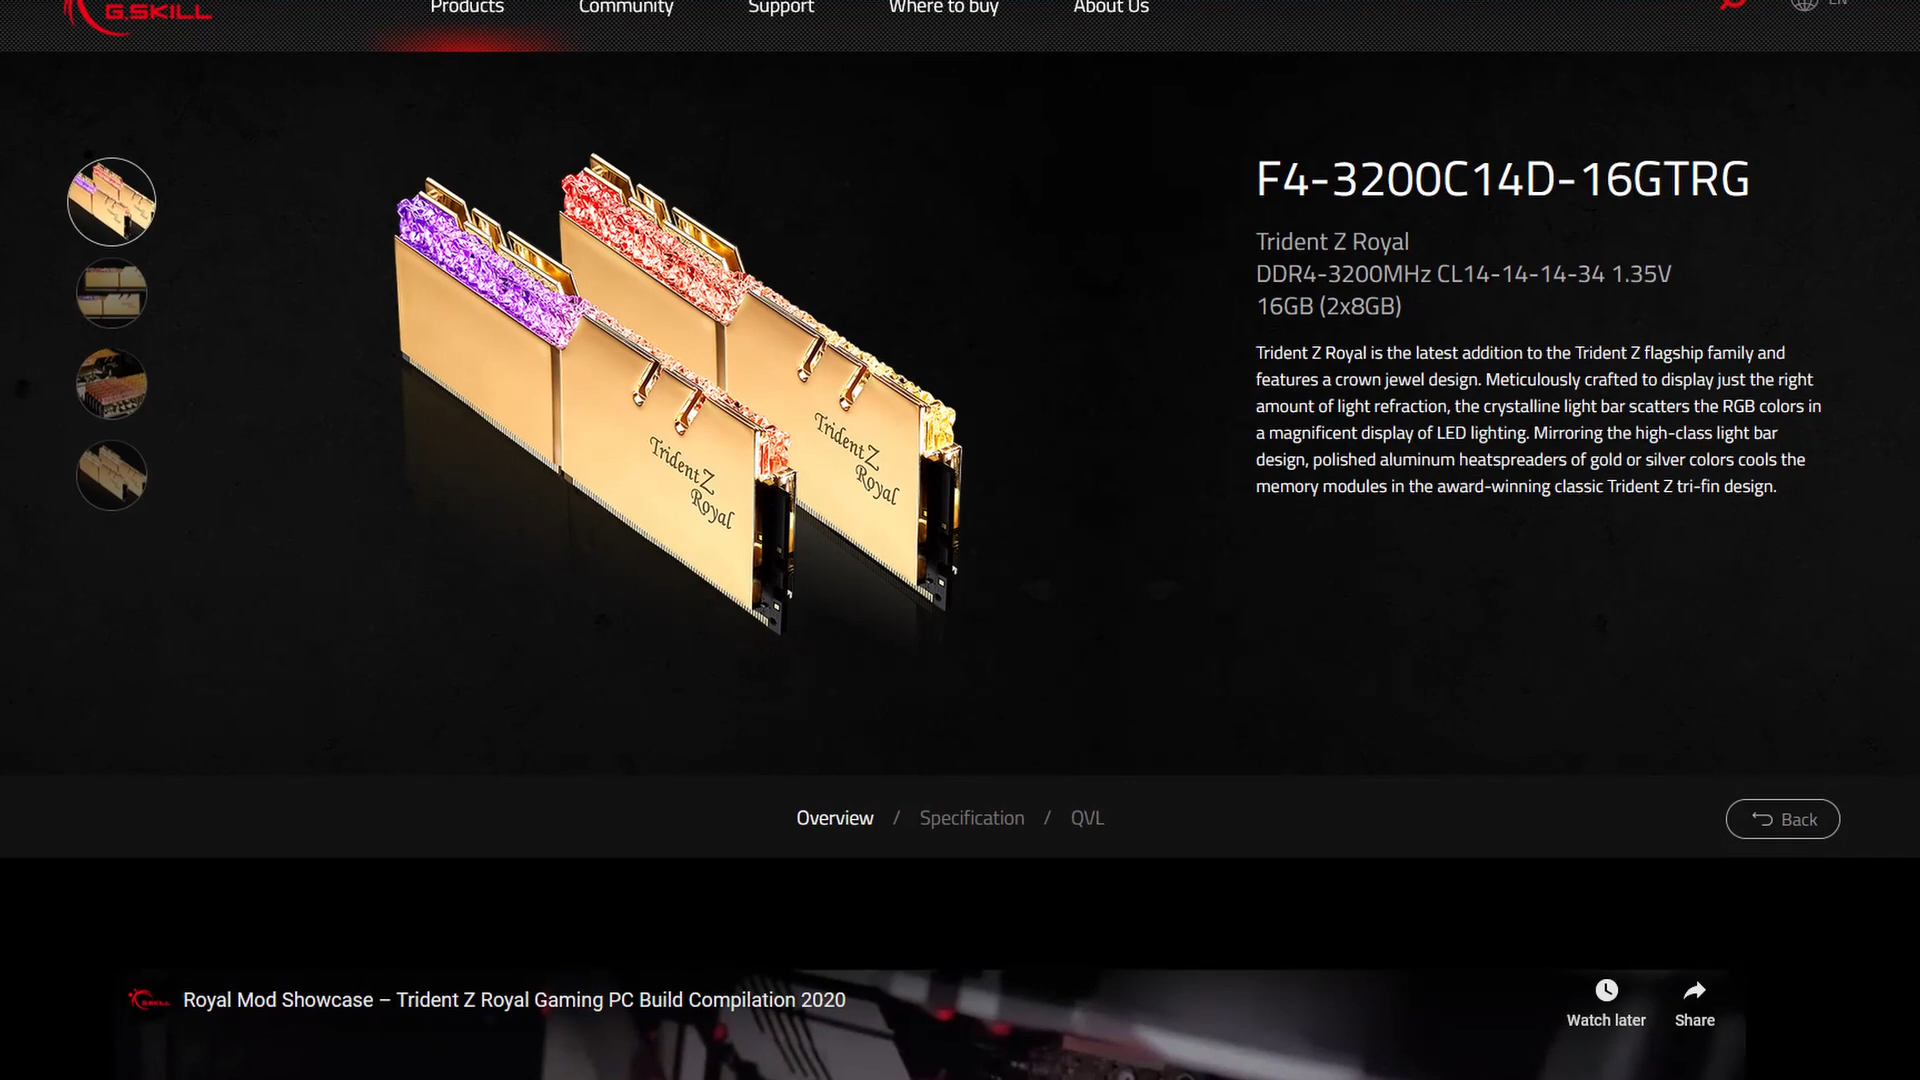 G.SKILL
Products
Community
Support
Where to buy
About Us
EN
F4-3200C14D-16GTRG
Trident Z Royal
DDR4-3200MHz CL14-14-14-34 1.35V
16GB (2x8GB)
Trident Z Royal is the latest addition to the Trident Z flagship family and
features a crown jewel design. Meticulously crafted to display just the right
amount of light refraction, the crystalline light bar scatters the RGB colors in
a magnificent display of LED lighting. Mirroring the high-class light bar
design, polished aluminum heatspreaders of gold or silver colors cools the
memory modules in the award-winning classic Trident Z tri-fin design.
Trident Z
Royal
Trident Z
Royal
Overview / Specification / QVL
Back
G.SKILL
Royal Mod Showcase – Trident Z Royal Gaming PC Build Compilation 2020
Watch later
Share